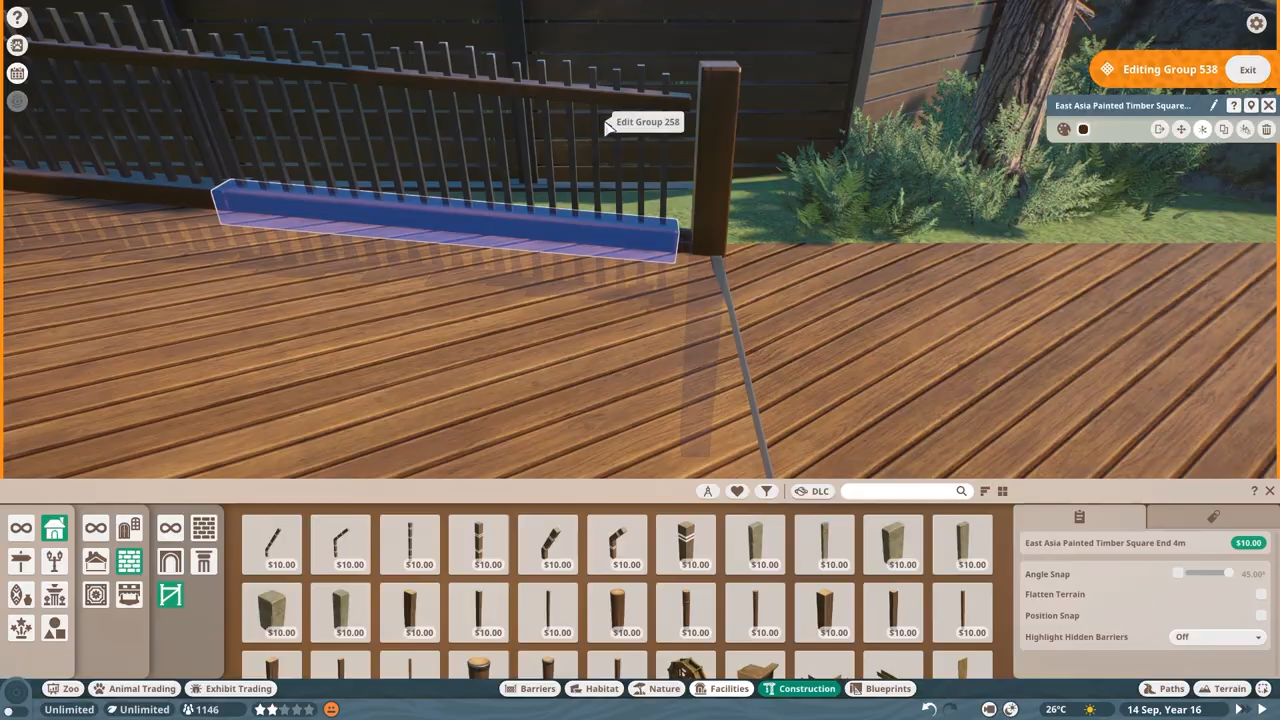 ?
Editing Group 538
Exit
East Asia Painted Timber Square...
?
Edit Group 258
DLC
?
$10.00 $10.00 $10.00 $10.00 $10.00 $10.00 $10.00 $10.00 $10.00 $10.00 $10.00
$10.00 $10.00 $10.00 $10.00 $10.00 $10.00 $10.00 $10.00 $10.00 $10.00 $10.00
East Asia Painted Timber Square End 4m
$10.00
Angle Snap
45.00°
Flatten Terrain
Position Snap
Highlight Hidden Barriers
Off
Zoo
Animal Trading
Exhibit Trading
Barriers
Habitat
Nature
Facilities
Construction
Blueprints
Paths
Terrain
Unlimited
Unlimited
1146
26°C
14 Sep, Year 16